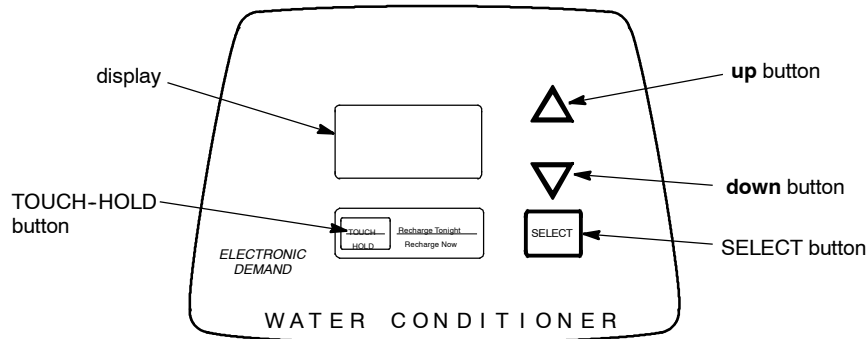 display
up button
TOUCH-HOLD
button
down button
SELECT button
TOUCH
HOLD
Recharge Tonight
Recharge Now
SELECT
ELECTRONIC
DEMAND
WATER CONDITIONER